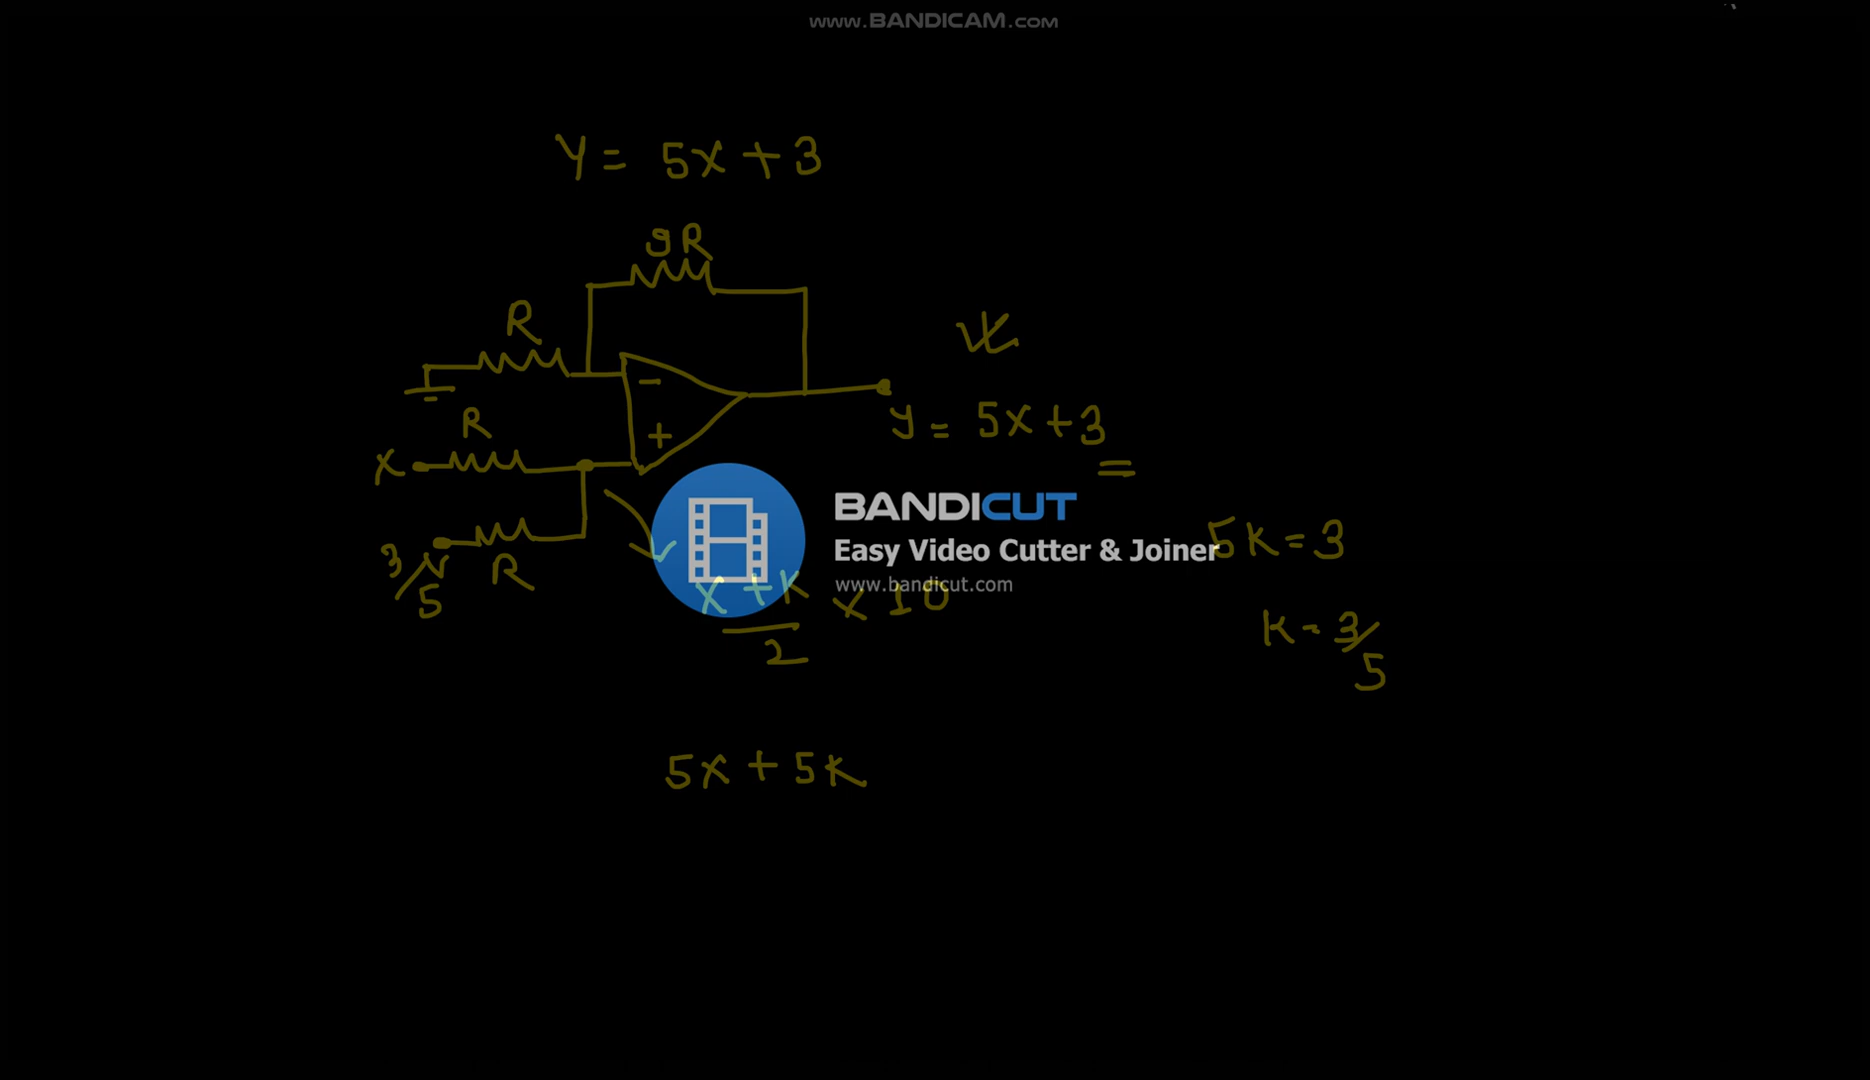 www.BANDICAM.com
Y = 5X + 3
9R
R
R
X
y = 5X + 3
BANDICUT
Easy Video Cutter & Joiner
www.bandicut.com
5K = 3
3/5 V
R
X + K / 2 × 10
K = 3/5
5X + 5K